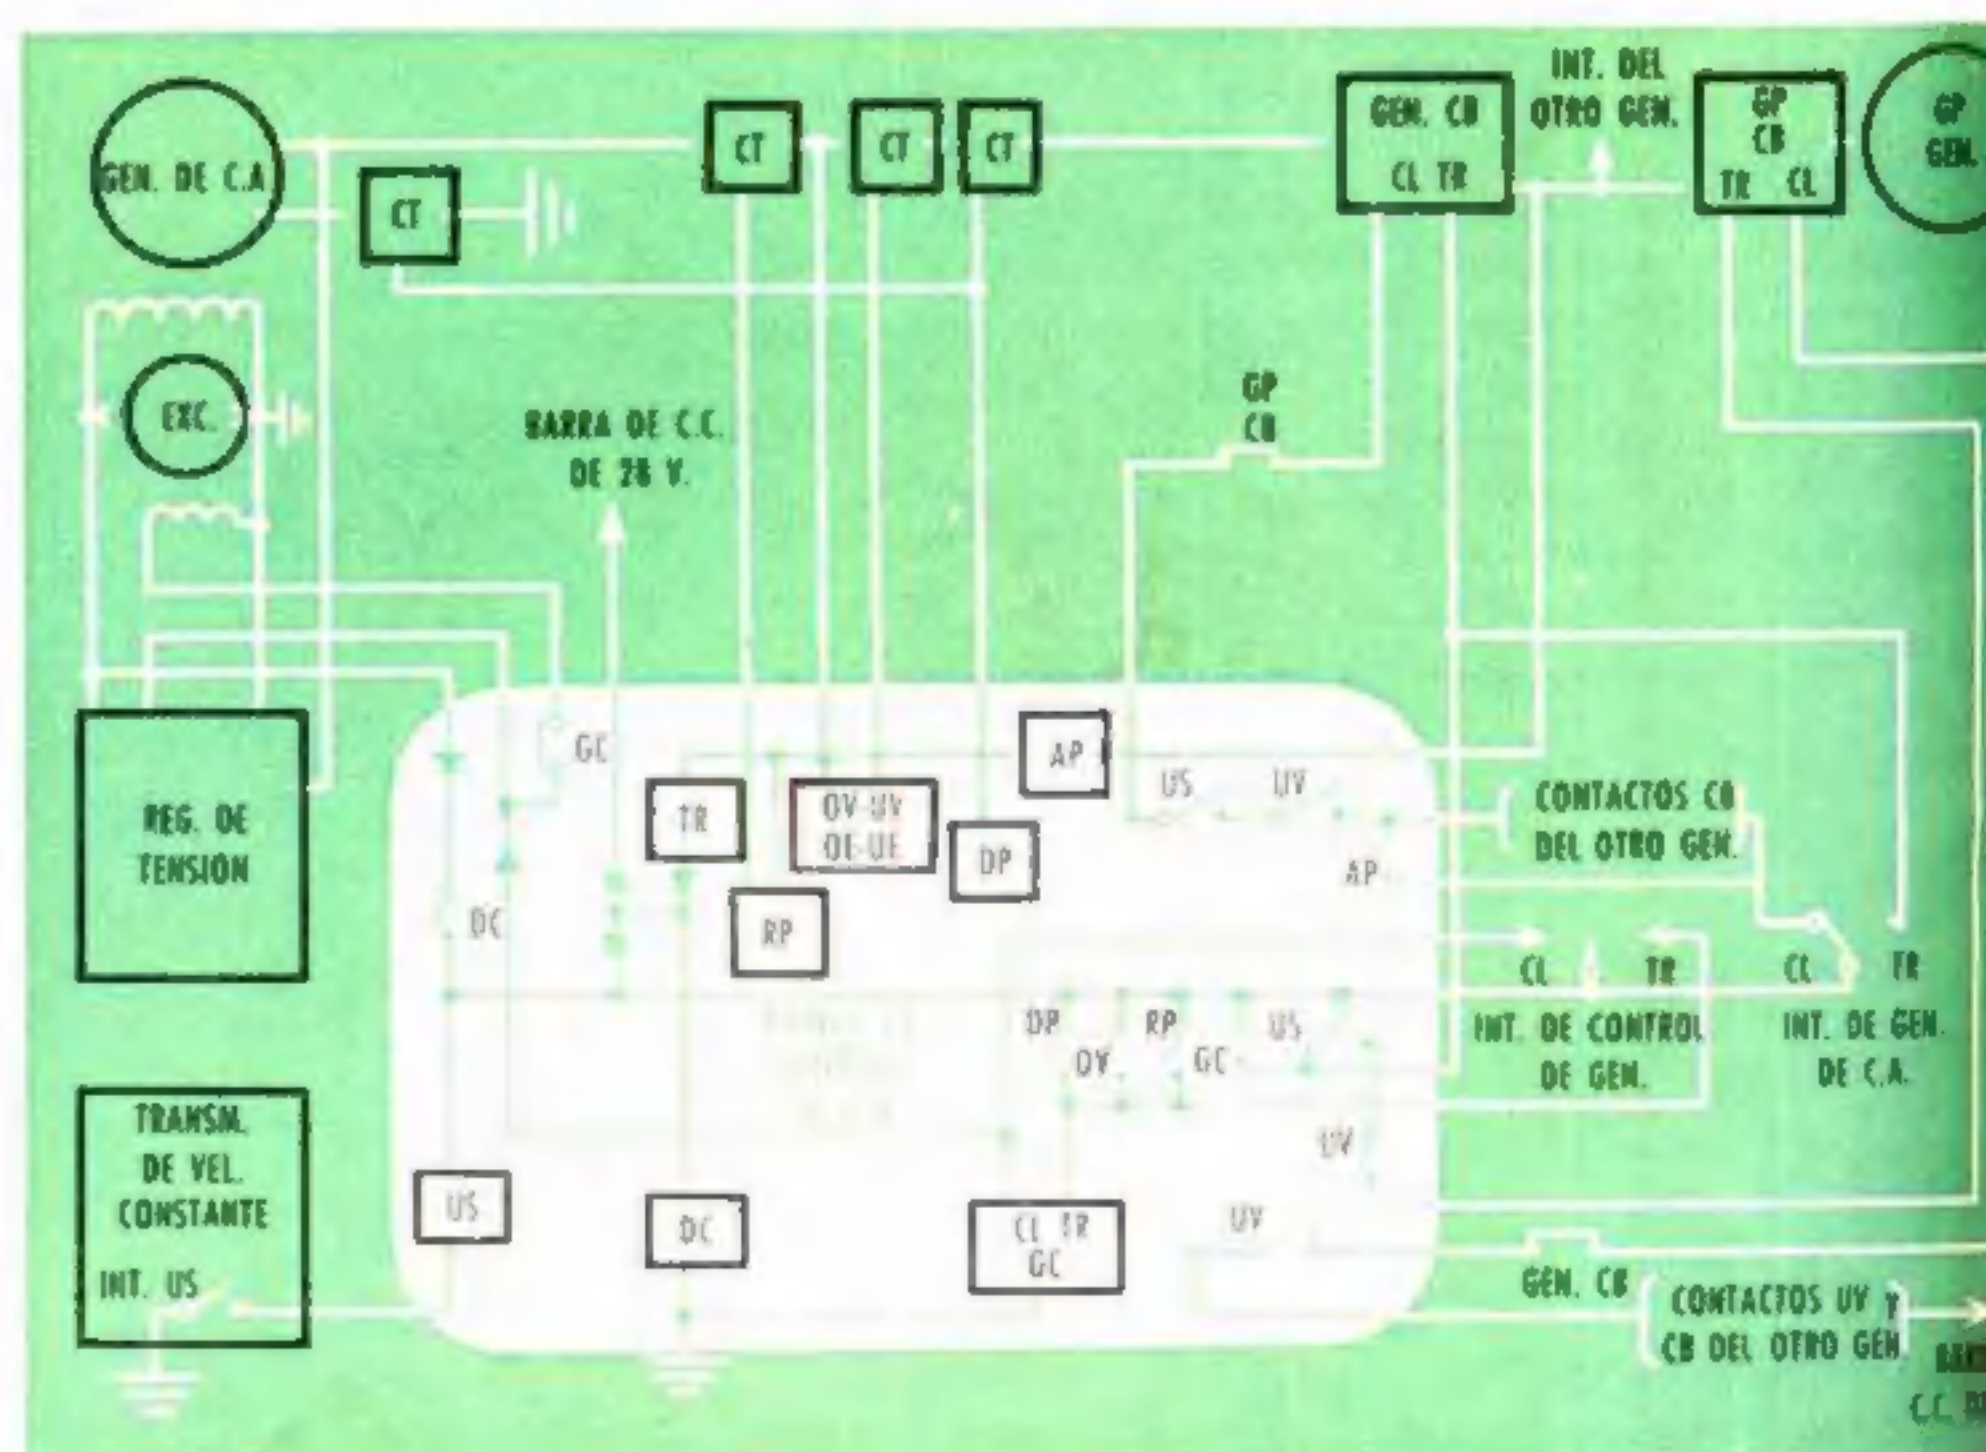 GEN. DE C.A.
CT
CT
CT
CT
GEN. CB
CL TR
INT. DEL
OTRO GEN.
GP
CB
TR CL
GP
GEN.
EXC.
BARRA DE C.C.
DE 28 V.
GP
CB
REG. DE
TENSION
GC
TR
OV-UV
OE-UE
AP
DP
RP
DC
US
UV
AP
CONTACTOS CB
DEL OTRO GEN.
CL TR
INT. DE CONTROL
DE GEN.
CL TR
INT. DE GEN.
DE C.A.
DP
OV
RP
GC
US
UV
TRANSM.
DE VEL.
CONSTANTE
INT. US
US
DC
CL TR
GC
UV
GEN. CB
CONTACTOS UV Y
CB DEL OTRO GEN.
C.C.